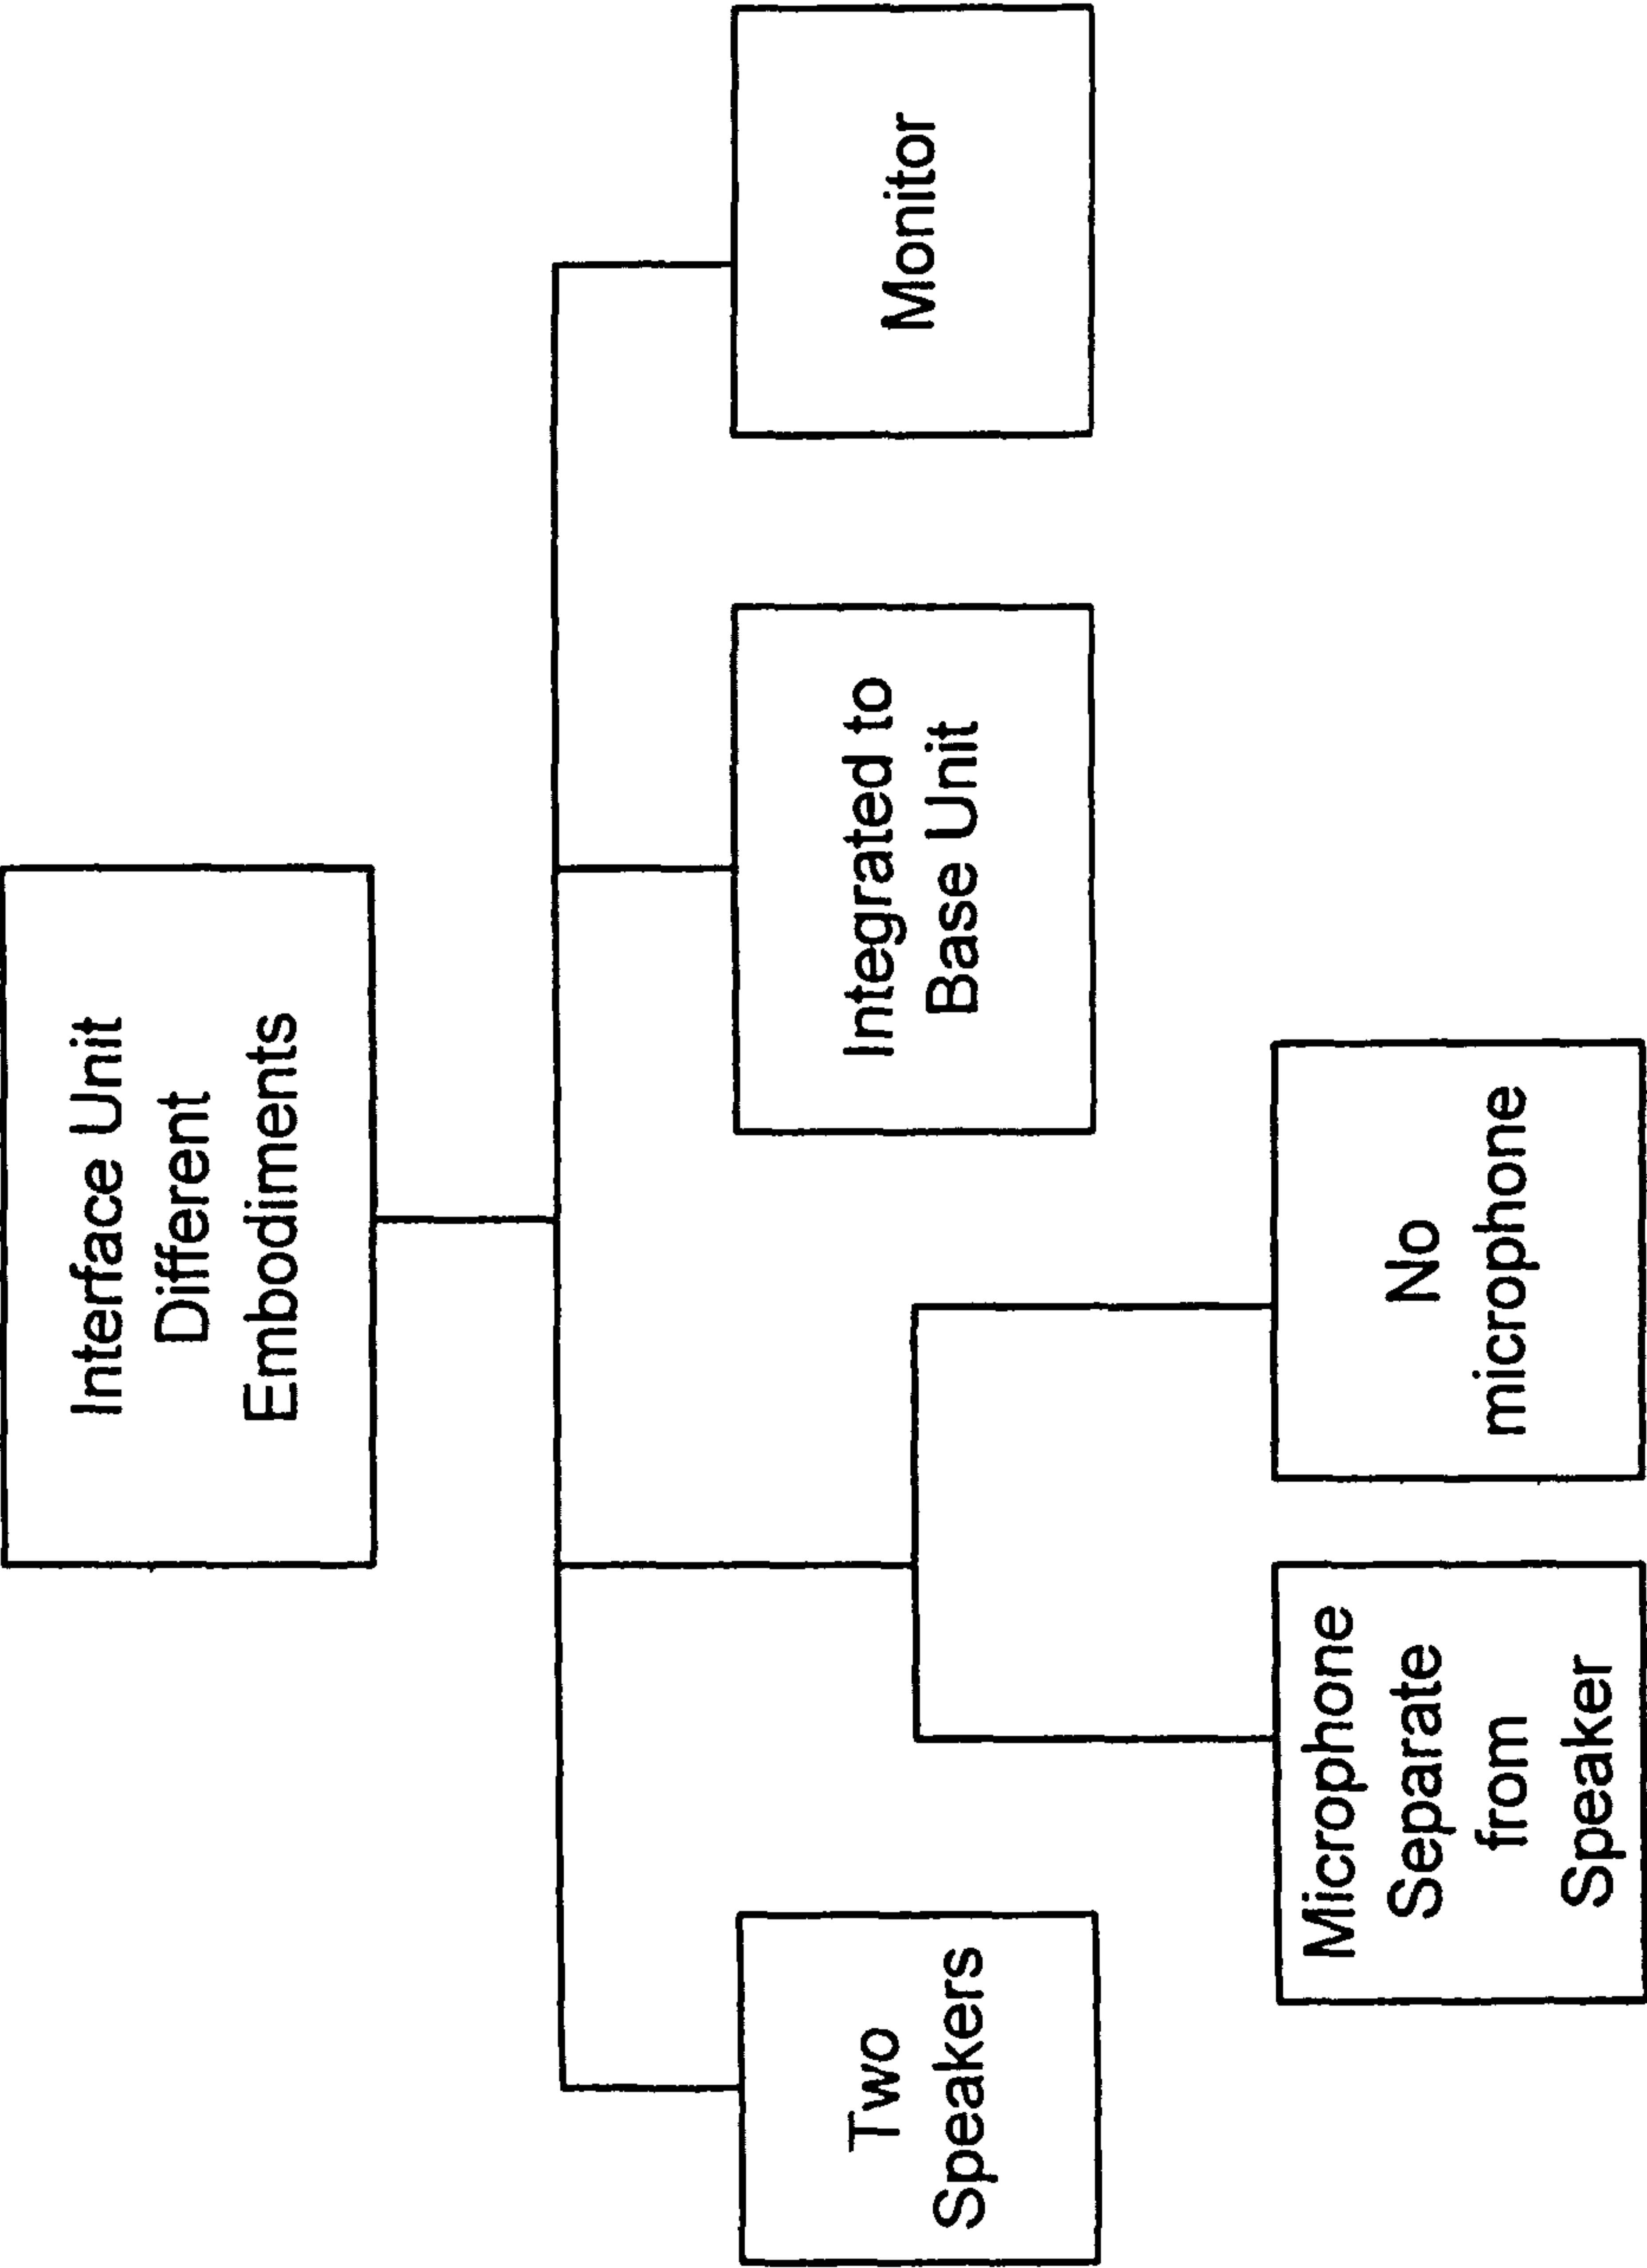 Interface Unit
Different
Embodiments
Two
Speakers
Integrated to
Base Unit
Monitor
Microphone
Separate
from
Speaker
No
microphone